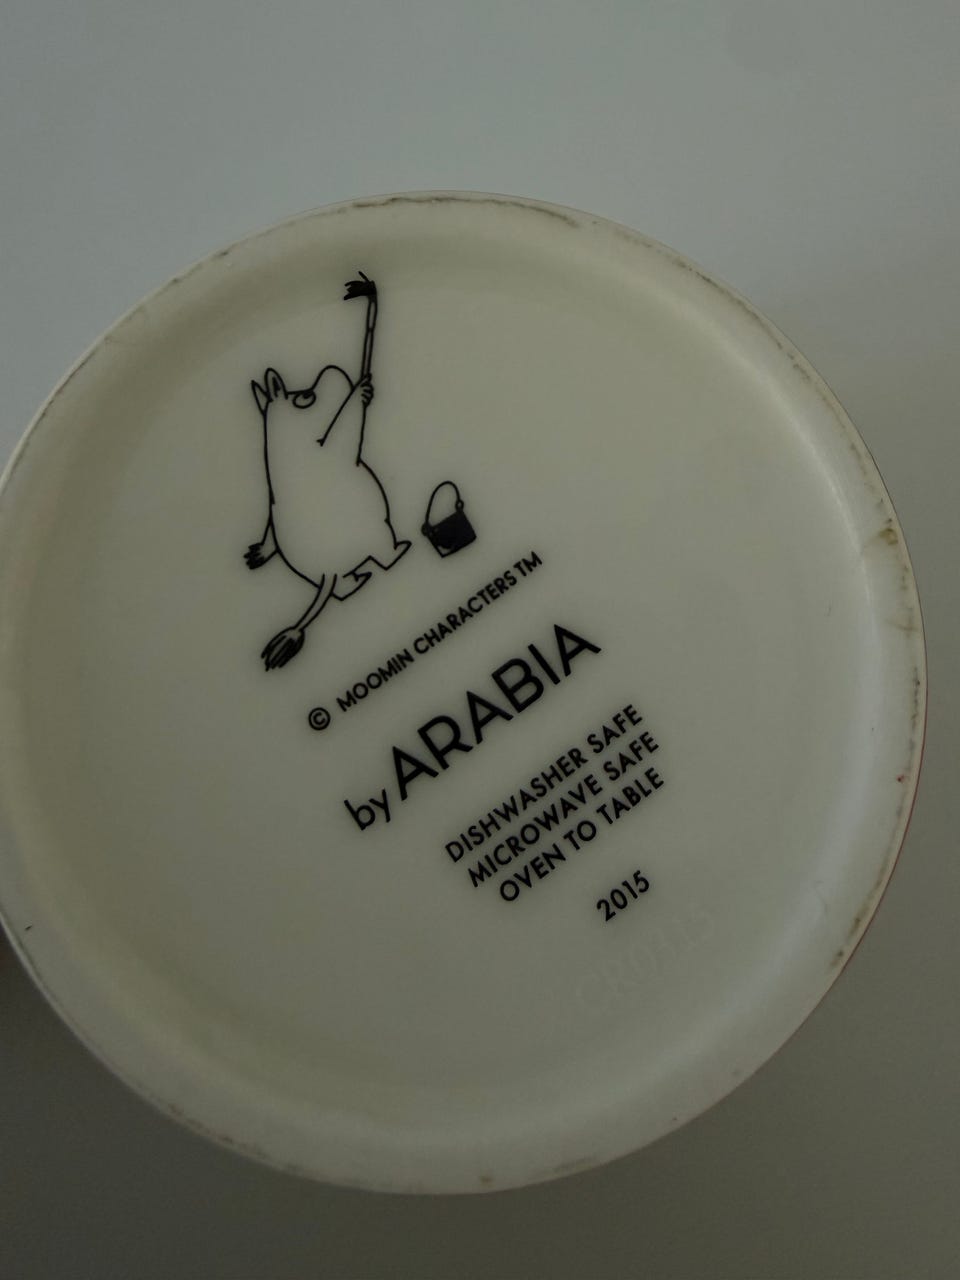 © MOOMIN CHARACTERS TM
by ARABIA
DISHWASHER SAFE
MICROWAVE SAFE
OVEN TO TABLE
2015